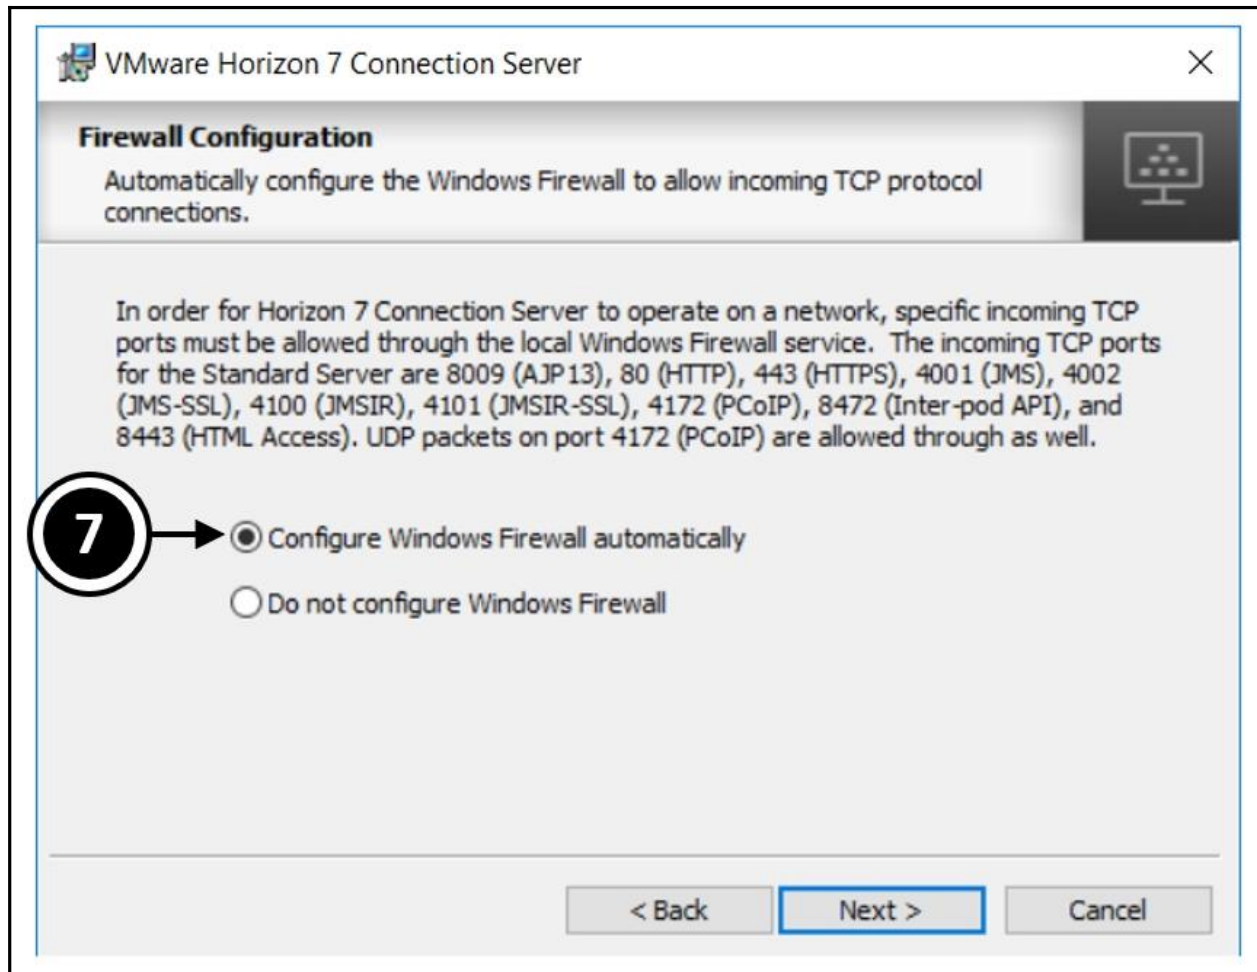 VMware Horizon 7 Connection Server
Firewall Configuration
Automatically configure the Windows Firewall to allow incoming TCP protocol
connections.
In order for Horizon 7 Connection Server to operate on a network, specific incoming TCP
ports must be allowed through the local Windows Firewall service.  The incoming TCP ports
for the Standard Server are 8009 (AJP13), 80 (HTTP), 443 (HTTPS), 4001 (JMS), 4002
(JMS-SSL), 4100 (JMSIR), 4101 (JMSIR-SSL), 4172 (PCoIP), 8472 (Inter-pod API), and
8443 (HTML Access). UDP packets on port 4172 (PCoIP) are allowed through as well.
7
Configure Windows Firewall automatically
Do not configure Windows Firewall
< Back
Next >
Cancel